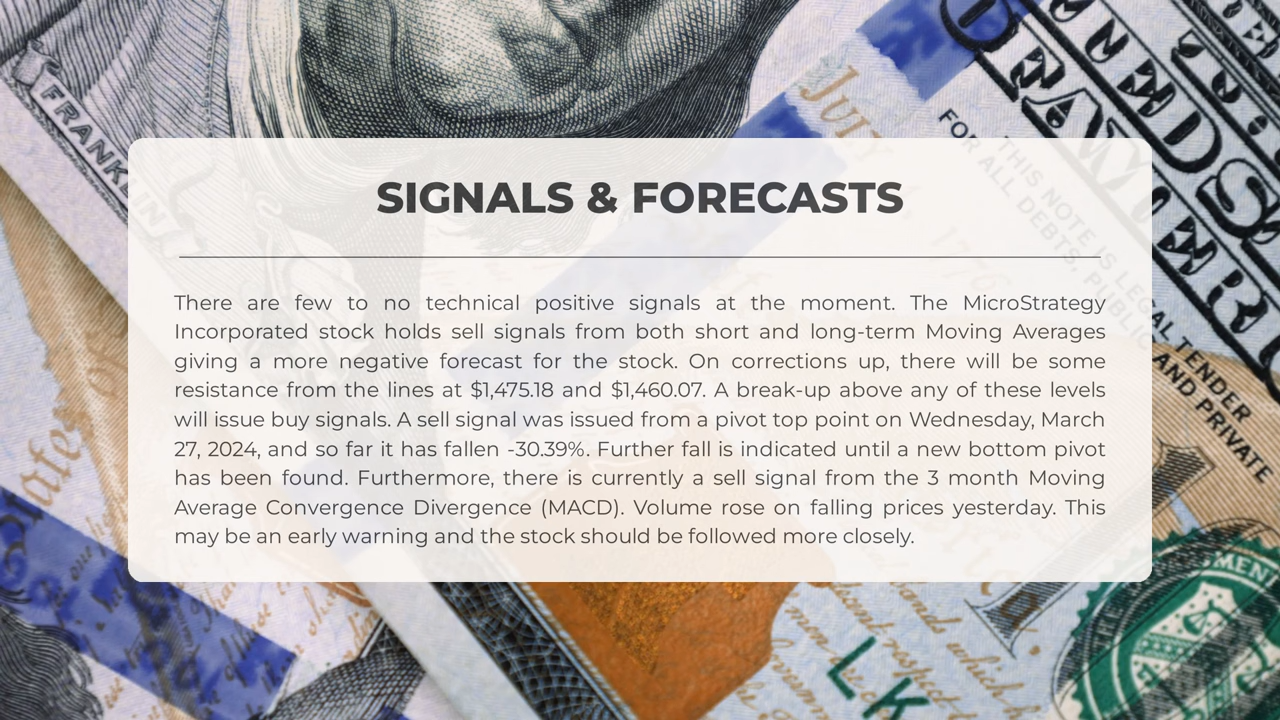 FRANKLIN
JULY
FOR ALL DEBTS, PUBLIC AND PRIVATE
THIS NOTE IS LEGAL TENDER
1776
SIGNALS & FORECASTS
There are few to no technical positive signals at the moment. The MicroStrategy
Incorporated stock holds sell signals from both short and long-term Moving Averages
giving a more negative forecast for the stock. On corrections up, there will be some
resistance from the lines at $1,475.18 and $1,460.07. A break-up above any of these levels
will issue buy signals. A sell signal was issued from a pivot top point on Wednesday, March
27, 2024, and so far it has fallen -30.39%. Further fall is indicated until a new bottom pivot
has been found. Furthermore, there is currently a sell signal from the 3 month Moving
Average Convergence Divergence (MACD). Volume rose on falling prices yesterday. This
may be an early warning and the stock should be followed more closely.
LK